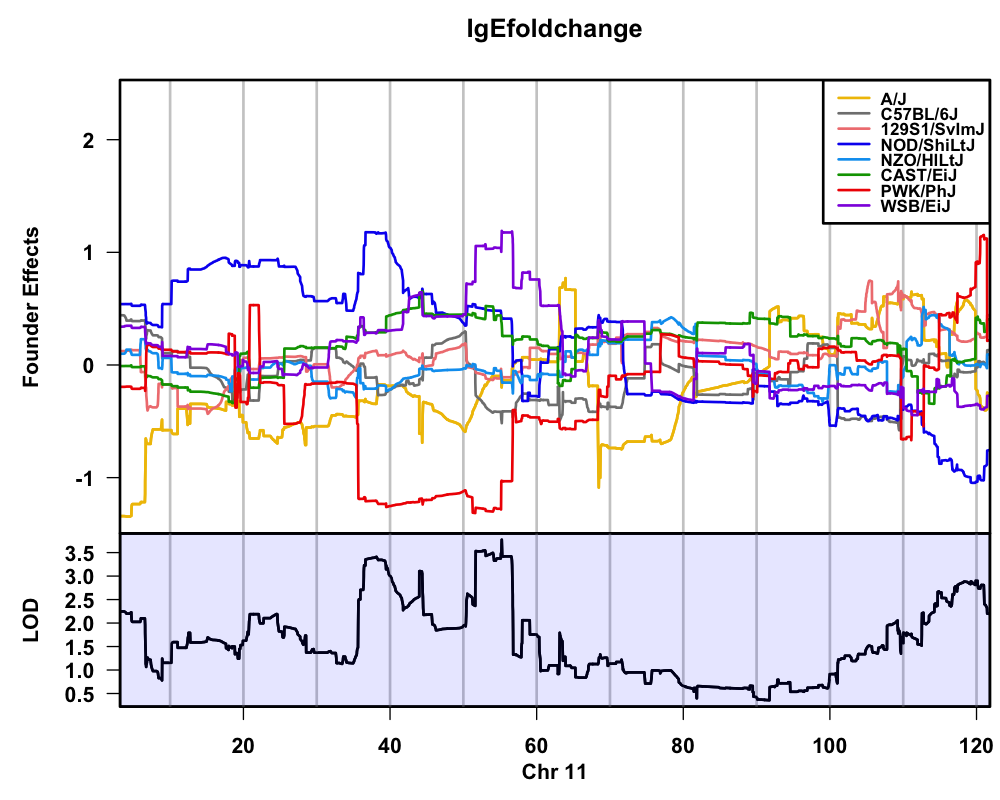 IgEfoldchange
A/J
C57BL/6J
129S1/SvImJ
NOD/ShiLtJ
NZO/HlLtJ
CAST/EiJ
PWK/PhJ
WSB/EiJ
Founder Effects
2
1
0
-1
LOD
3.5
3.0
2.5
2.0
1.5
1.0
0.5
20 40 60 80 100 120
Chr 11